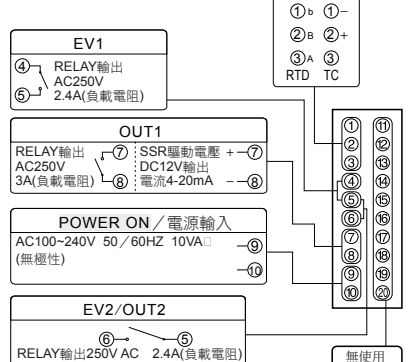 ① b ① −
② B ② +
③ A ③
RTD TC
EV1
④ RELAY輸出
AC250V
⑤ 2.4A(負載電阻)
OUT1
RELAY輸出 ⑦ SSR驅動電壓 + ⑦
AC250V DC12V輸出
3A(負載電阻) ⑧ 電流4-20mA − ⑧
POWER ON／電源輸入
AC100~240V 50／60HZ 10VA□ ⑨
(無極性)
⑩
EV2/OUT2
⑥ ⑤
RELAY輸出250V AC 2.4A(負載電阻)
① ⑪
② ⑫
③ ⑬
④ ⑭
⑤ ⑮
⑥ ⑯
⑦ ⑰
⑧ ⑱
⑨ ⑲
⑩ ⑳
無使用